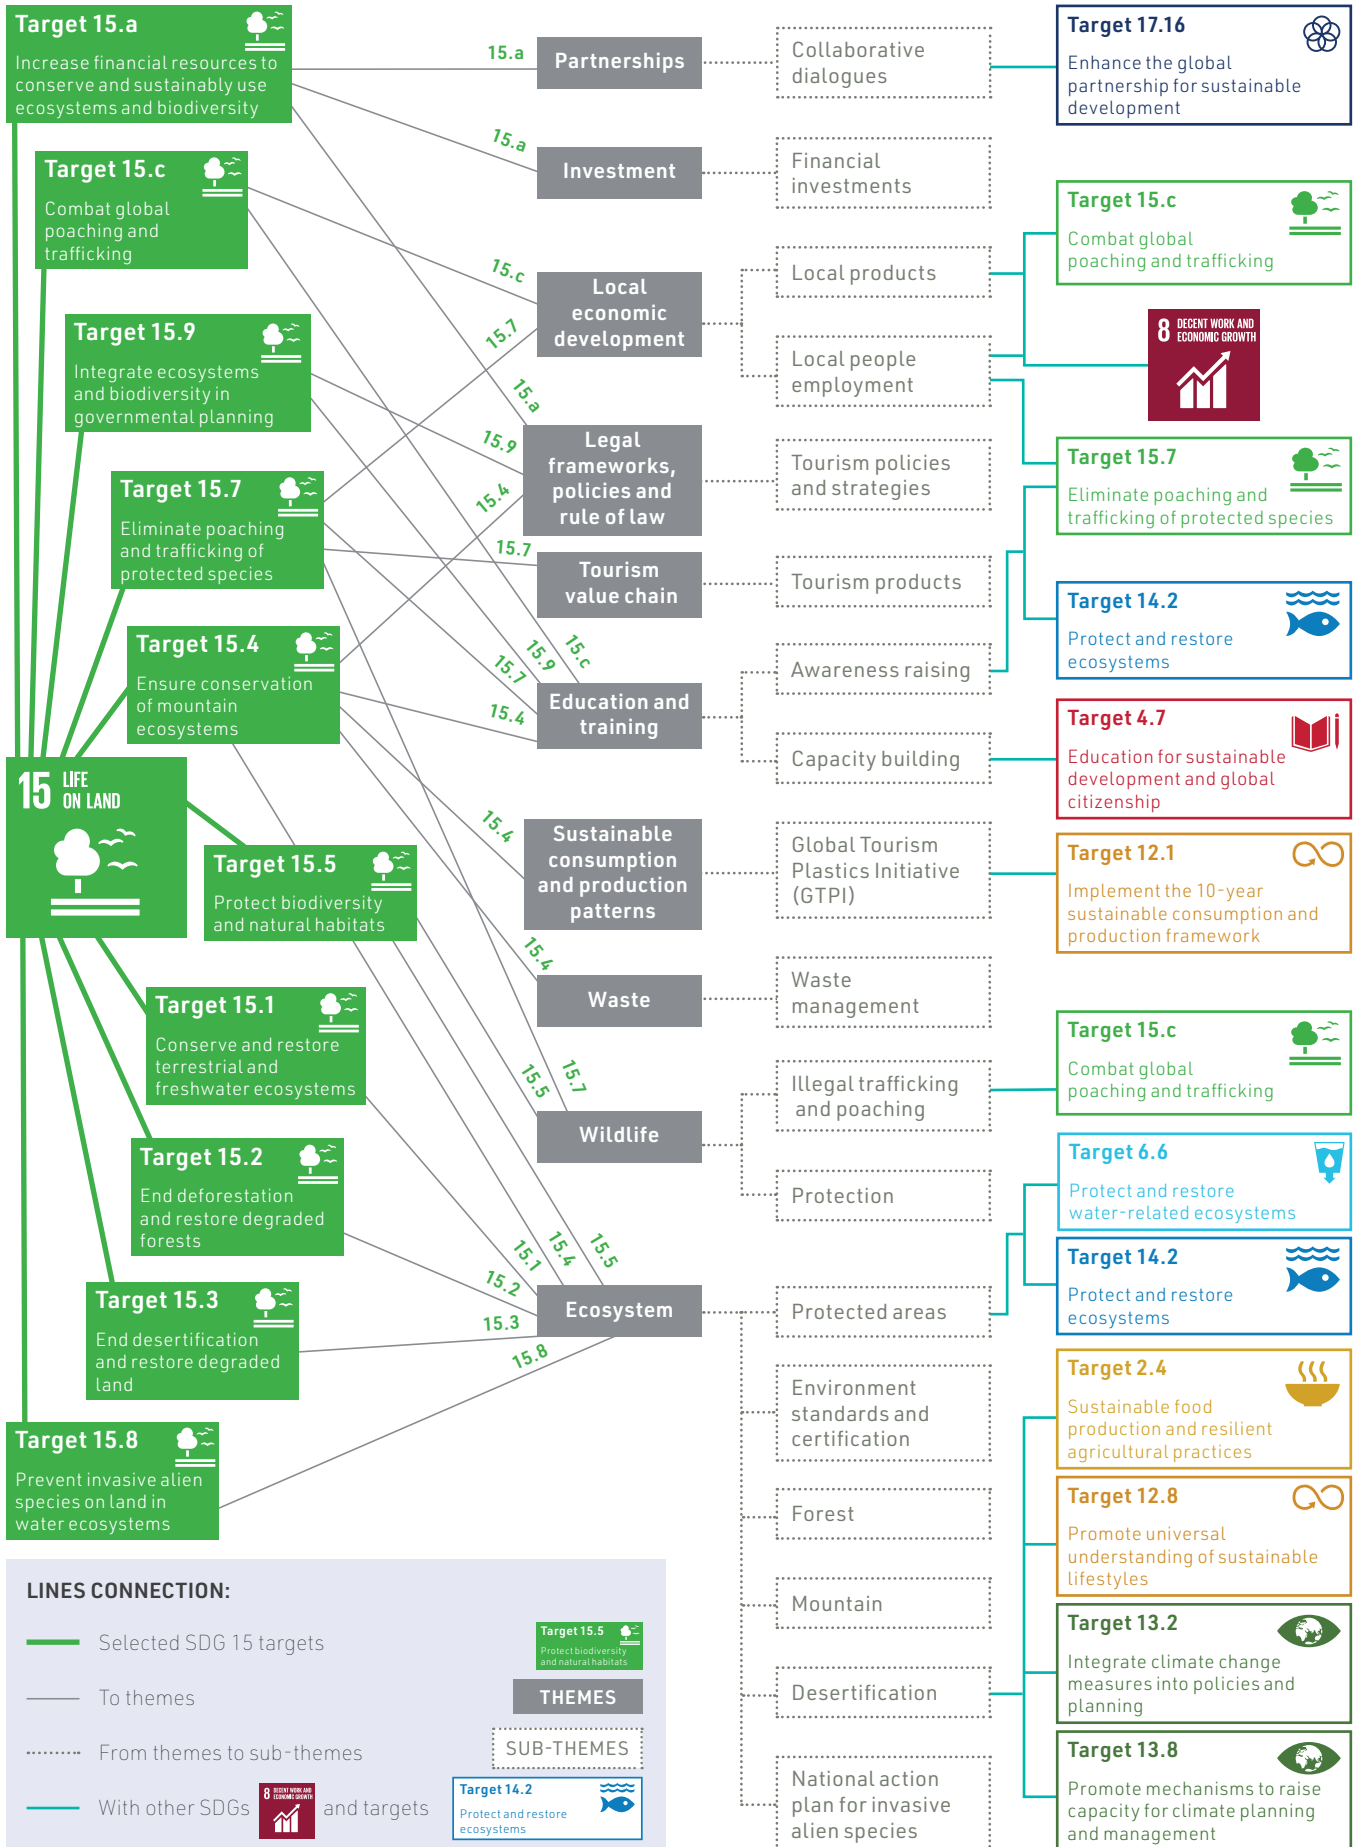 Target 15.a
Increase financial resources to
conserve and sustainably use
ecosystems and biodiversity
Target 15.c
Combat global
poaching and
trafficking
Target 15.9
Integrate ecosystems
and biodiversity in
governmental planning
Target 15.7
Eliminate poaching
and trafficking of
protected species
Target 15.4
Ensure conservation
of mountain
ecosystems
15 LIFE
ON LAND
Target 15.5
Protect biodiversity
and natural habitats
Target 15.1
Conserve and restore
terrestrial and
freshwater ecosystems
Target 15.2
End deforestation
and restore degraded
forests
Target 15.3
End desertification
and restore degraded
land
Target 15.8
Prevent invasive alien
species on land in
water ecosystems
15.a
15.a
15.c
15.7
15.a
15.9
15.4
15.7
15.c
15.9
15.7
15.4
15.4
15.4
15.7
15.5
15.5
15.4
15.1
15.2
15.3
15.8
Partnerships
Investment
Local
economic
development
Legal
frameworks,
policies and
rule of law
Tourism
value chain
Education and
training
Sustainable
consumption
and production
patterns
Waste
Wildlife
Ecosystem
Collaborative
dialogues
Financial
investments
Local products
Local people
employment
Tourism policies
and strategies
Tourism products
Awareness raising
Capacity building
Global Tourism
Plastics Initiative
(GTPI)
Waste
management
Illegal trafficking
and poaching
Protection
Protected areas
Environment
standards and
certification
Forest
Mountain
Desertification
National action
plan for invasive
alien species
Target 17.16
Enhance the global
partnership for sustainable
development
Target 15.c
Combat global
poaching and trafficking
8 DECENT WORK AND
ECONOMIC GROWTH
Target 15.7
Eliminate poaching and
trafficking of protected species
Target 14.2
Protect and restore
ecosystems
Target 4.7
Education for sustainable
development and global
citizenship
Target 12.1
Implement the 10-year
sustainable consumption and
production framework
Target 15.c
Combat global
poaching and trafficking
Target 6.6
Protect and restore
water-related ecosystems
Target 14.2
Protect and restore
ecosystems
Target 2.4
Sustainable food
production and resilient
agricultural practices
Target 12.8
Promote universal
understanding of sustainable
lifestyles
Target 13.2
Integrate climate change
measures into policies and
planning
Target 13.8
Promote mechanisms to raise
capacity for climate planning
and management
LINES CONNECTION:
Selected SDG 15 targets
Target 15.5
Protect biodiversity
and natural habitats
To themes
THEMES
From themes to sub-themes
SUB-THEMES
With other SDGs
8 DECENT WORK AND
ECONOMIC GROWTH
and targets
Target 14.2
Protect and restore
ecosystems